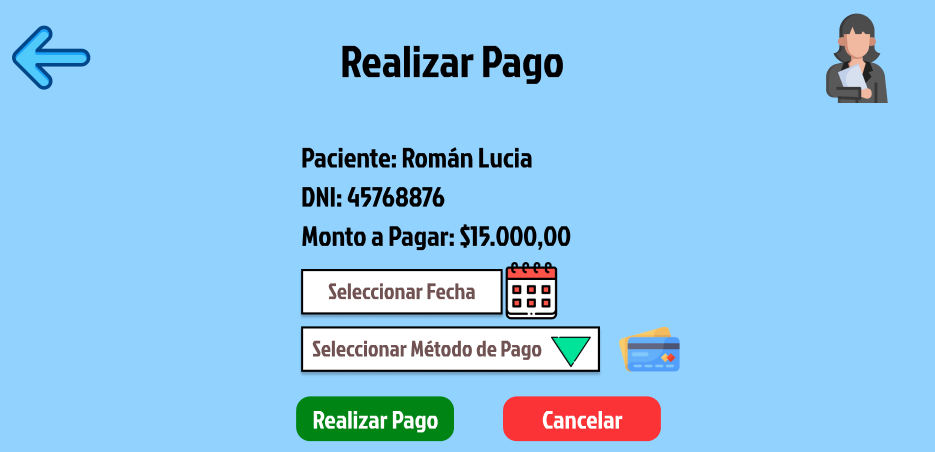 Realizar Pago
Paciente: Román Lucia
DNI: 45768876
Monto a Pagar: $15.000,00
Seleccionar Fecha
Seleccionar Método de Pago
Realizar Pago
Cancelar